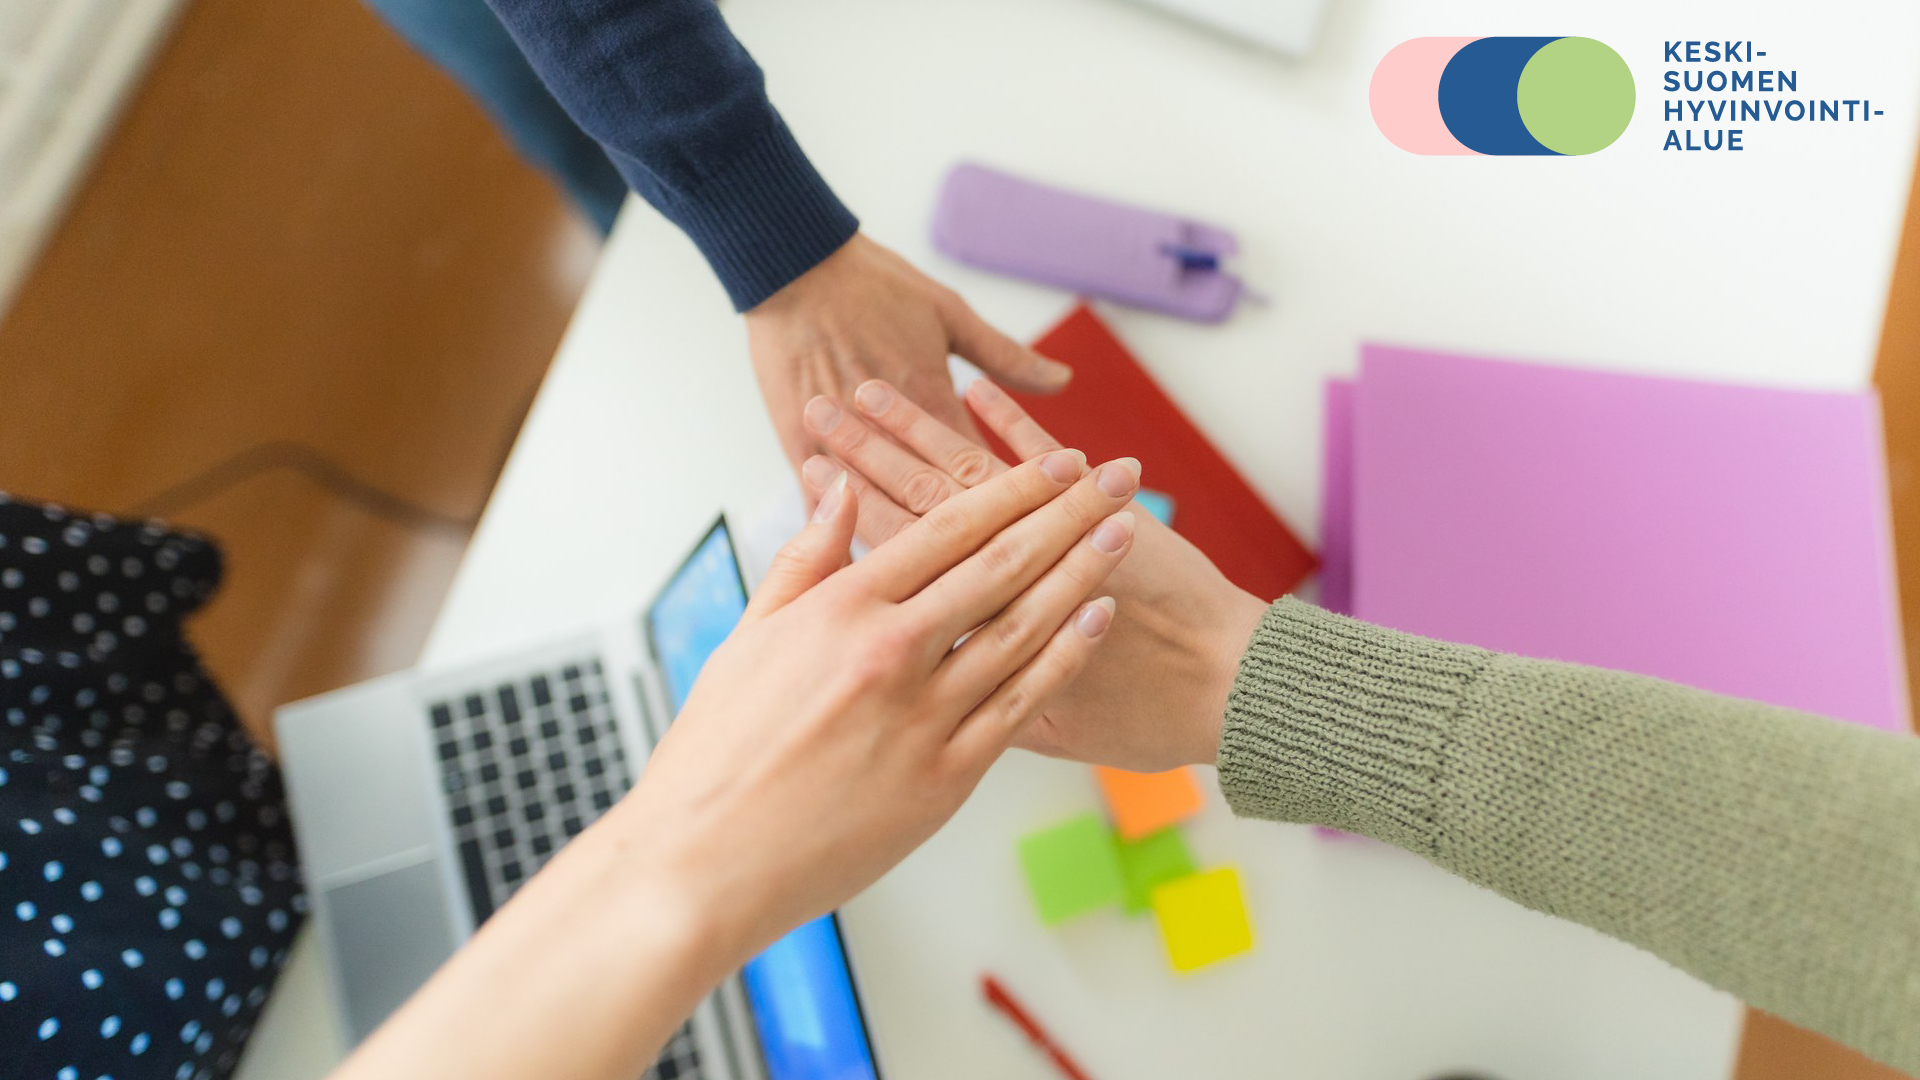 KESKI-
SUOMEN
HYVINVOINTI-
ALUE